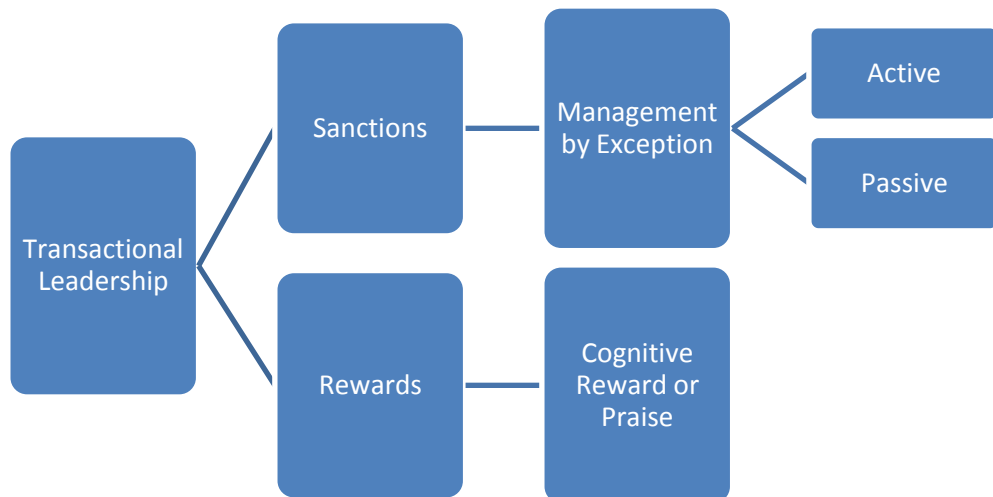 Transactional
Leadership
Sanctions
Management
by Exception
Active
Passive
Rewards
Cognitive
Reward or
Praise